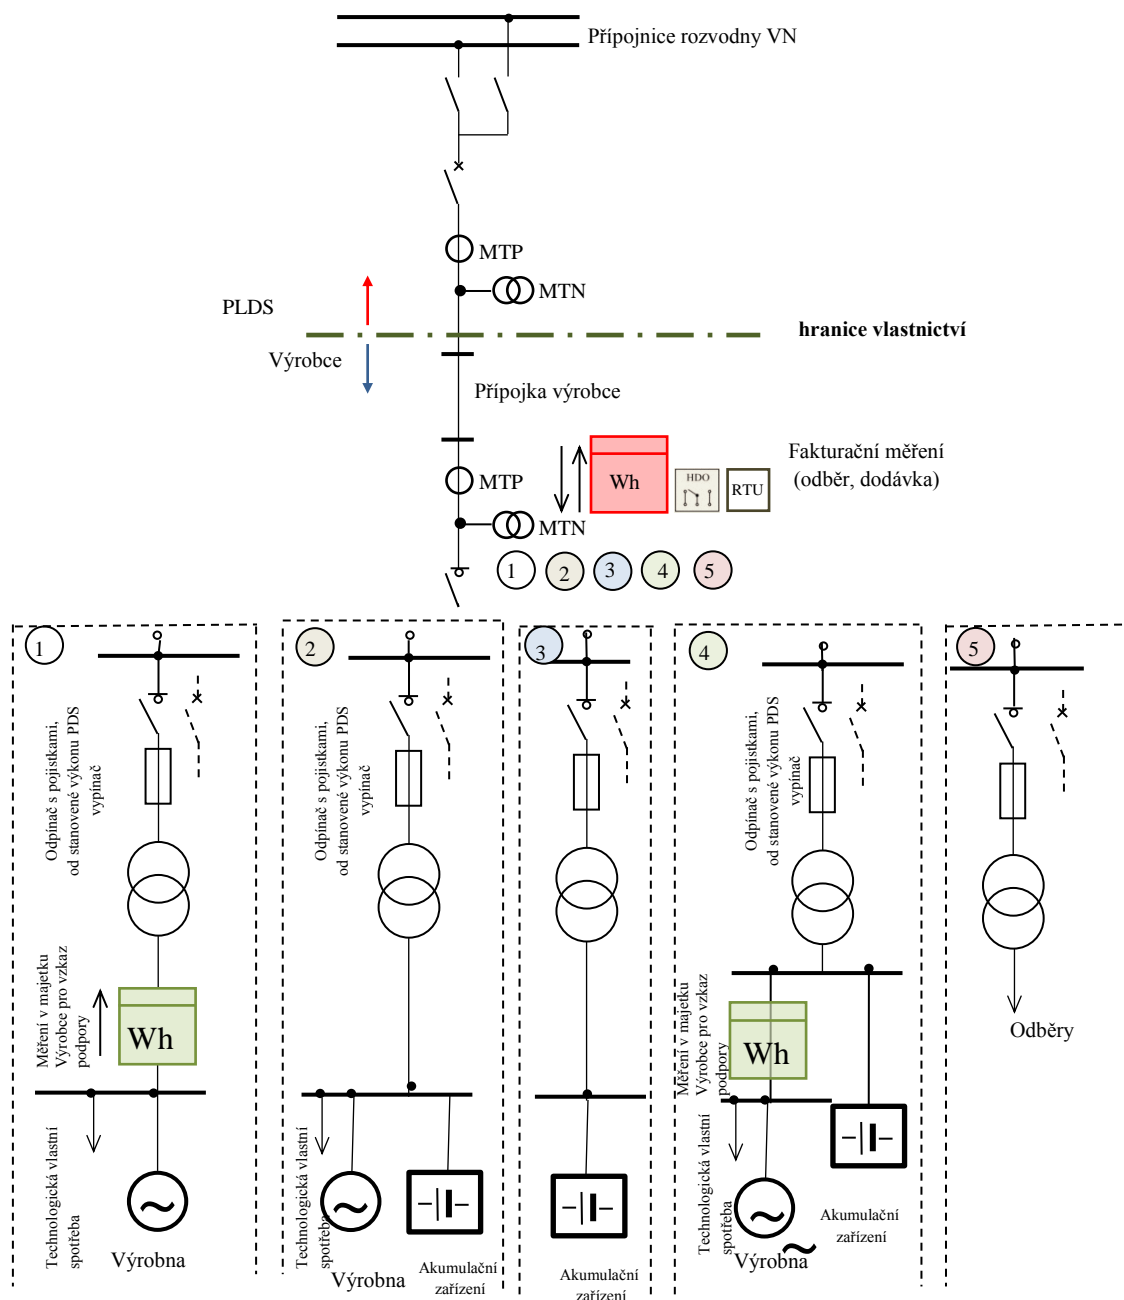 Přípojnice rozvodny VN
MTP
MTN
PLDS
hranice vlastnictví
Výrobce
Přípojka výrobce
Fakturační měření
(odběr, dodávka)
Wh
HDO
RTU
MTP
MTN
1
2
3
4
5
1
Odpínač s pojistkami,
od stanovené výkonu PDS
vypínač
Měření v majetku
Výrobce pro vzkaz
podpory
Wh
Technologická vlastní
spotřeba
Výrobna
2
Odpínač s pojistkami,
od stanovené výkonu PDS
vypínač
Technologická vlastní
spotřeba
Výrobna
Akumulační
zařízení
3
Akumulační
zařízení
4
Odpínač s pojistkami,
od stanovené výkonu PDS
vypínač
Měření v majetku
Výrobce pro vzkaz
podpory
Wh
Technologická vlastní
spotřeba
Výrobna
Akumulační
zařízení
5
Odběry